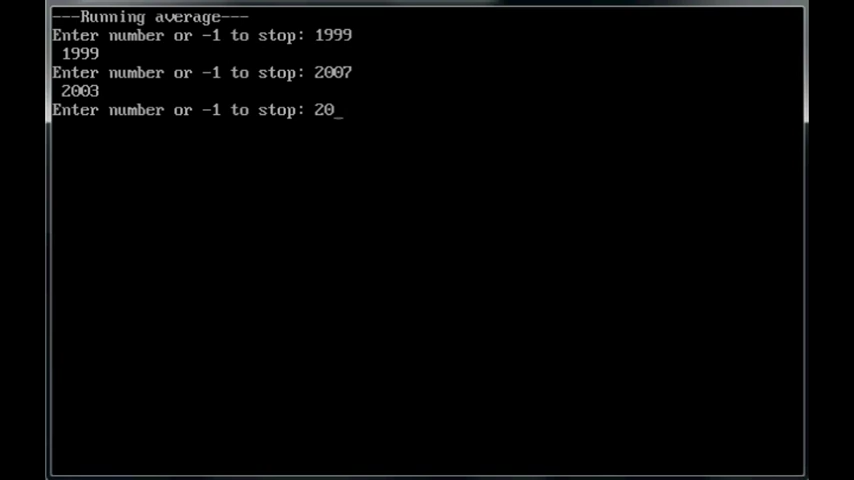 ---Running average---
Enter number or -1 to stop: 1999
1999
Enter number or -1 to stop: 2007
2003
Enter number or -1 to stop: 20_